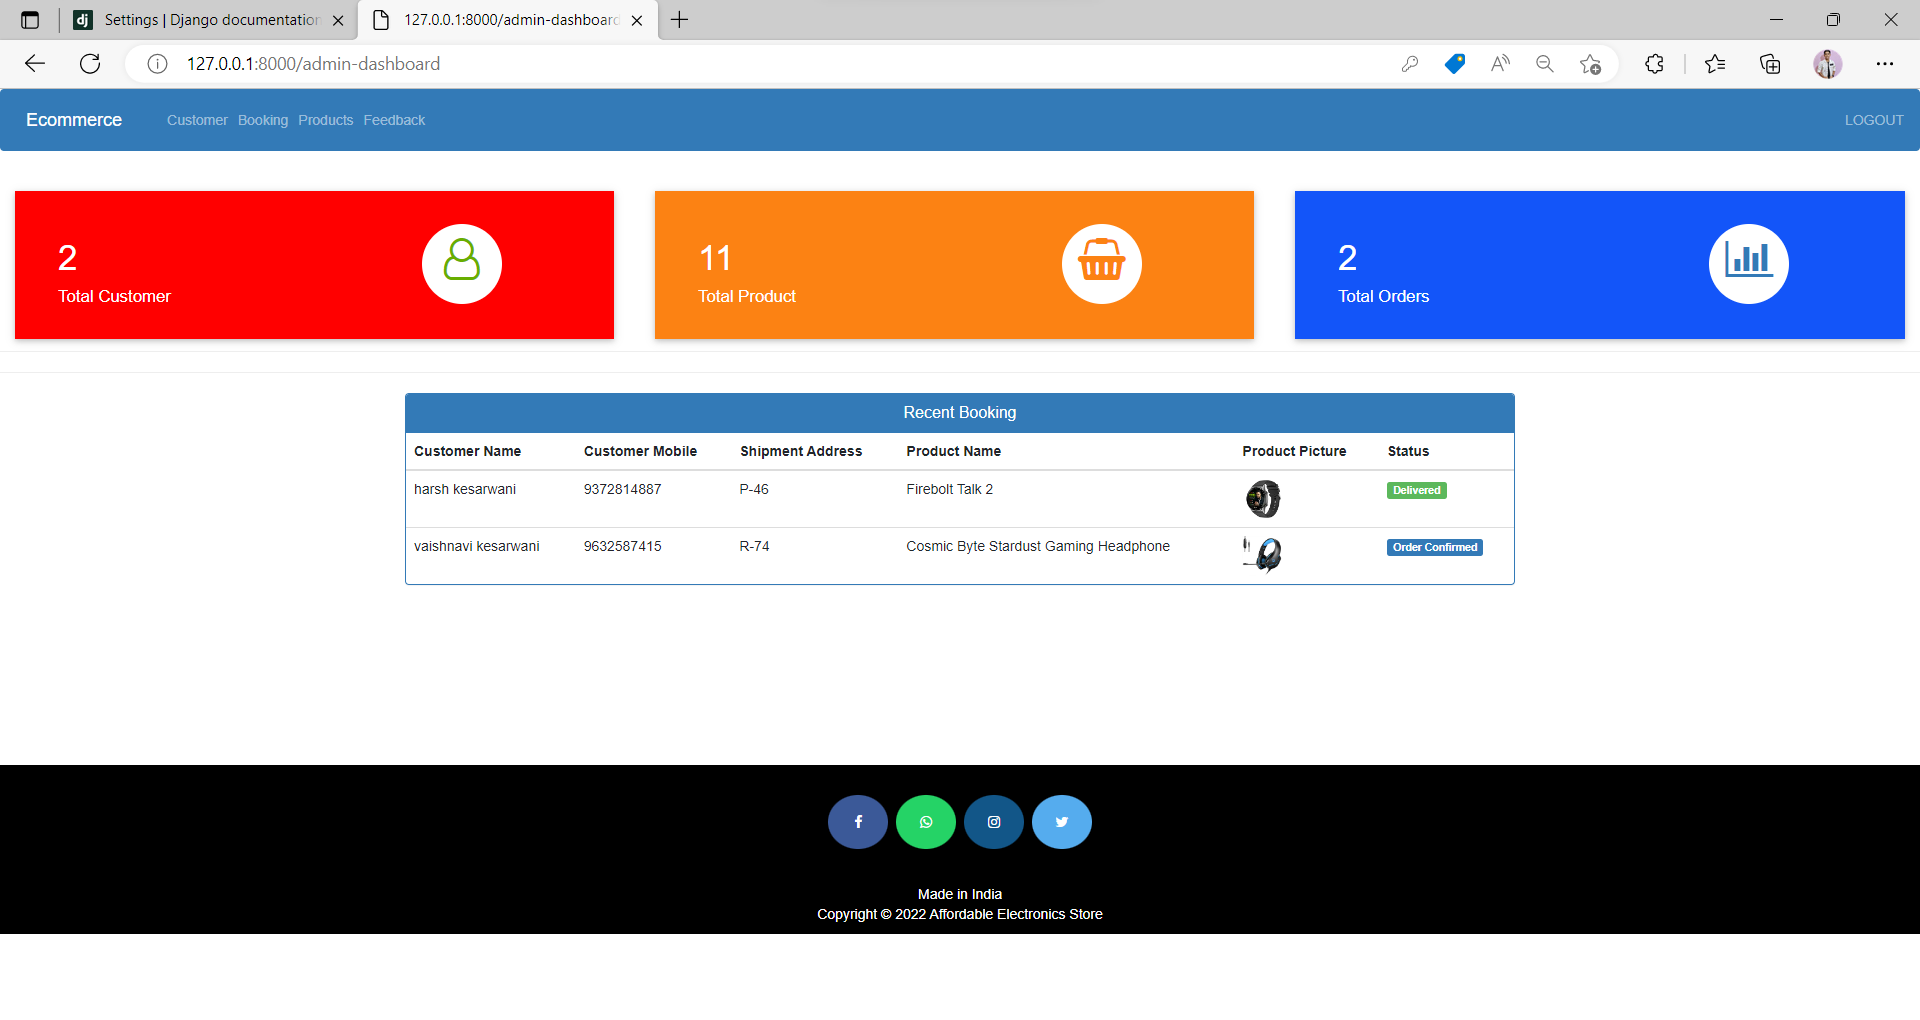 dj Settings | Django documentation
127.0.0.1:8000/admin-dashboard
127.0.0.1:8000/admin-dashboard
Ecommerce Customer Booking Products Feedback LOGOUT
2
Total Customer
11
Total Product
2
Total Orders
Recent Booking
Customer Name Customer Mobile Shipment Address Product Name Product Picture Status
harsh kesarwani 9372814887 P-46 Firebolt Talk 2 Delivered
vaishnavi kesarwani 9632587415 R-74 Cosmic Byte Stardust Gaming Headphone Order Confirmed
Made in India
Copyright © 2022 Affordable Electronics Store